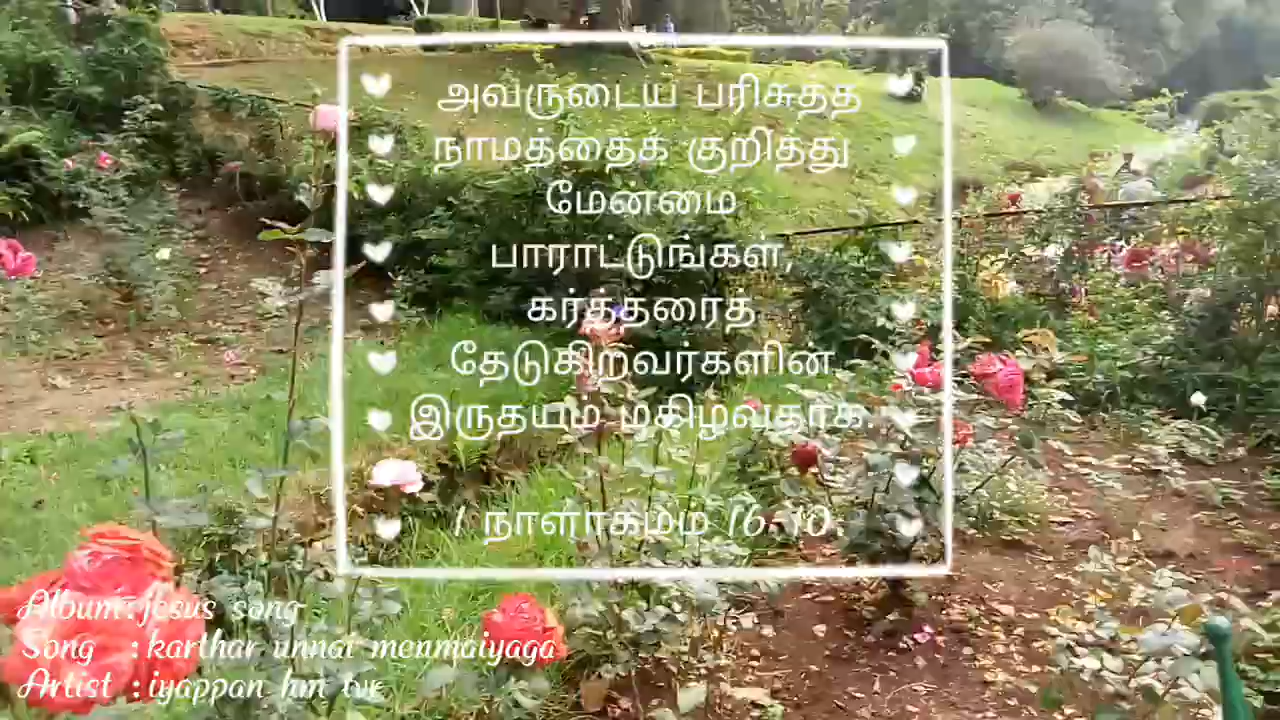 அவருடைய பரிசுத்த
நாமத்தைக் குறித்து
மேன்மை
பாராட்டுங்கள்,
கர்த்தரைத்
தேடுகிறவர்களின்
இருதயம் மகிழ்வதாக.
1 நாளாகமம் 16:10
Album : jesus song
Song : karthar unnai menmaiyaga
Artist : iyappan hm tvr